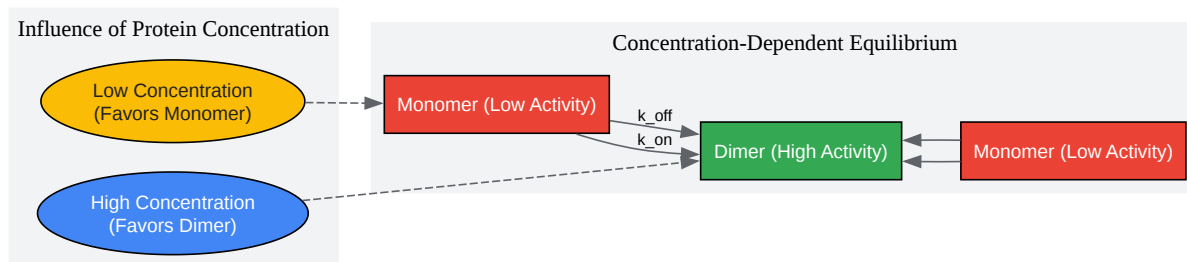 Influence of Protein Concentration
Low Concentration
(Favors Monomer)
High Concentration
(Favors Dimer)
Concentration-Dependent Equilibrium
Monomer (Low Activity)
k_off
k_on
Dimer (High Activity)
Monomer (Low Activity)